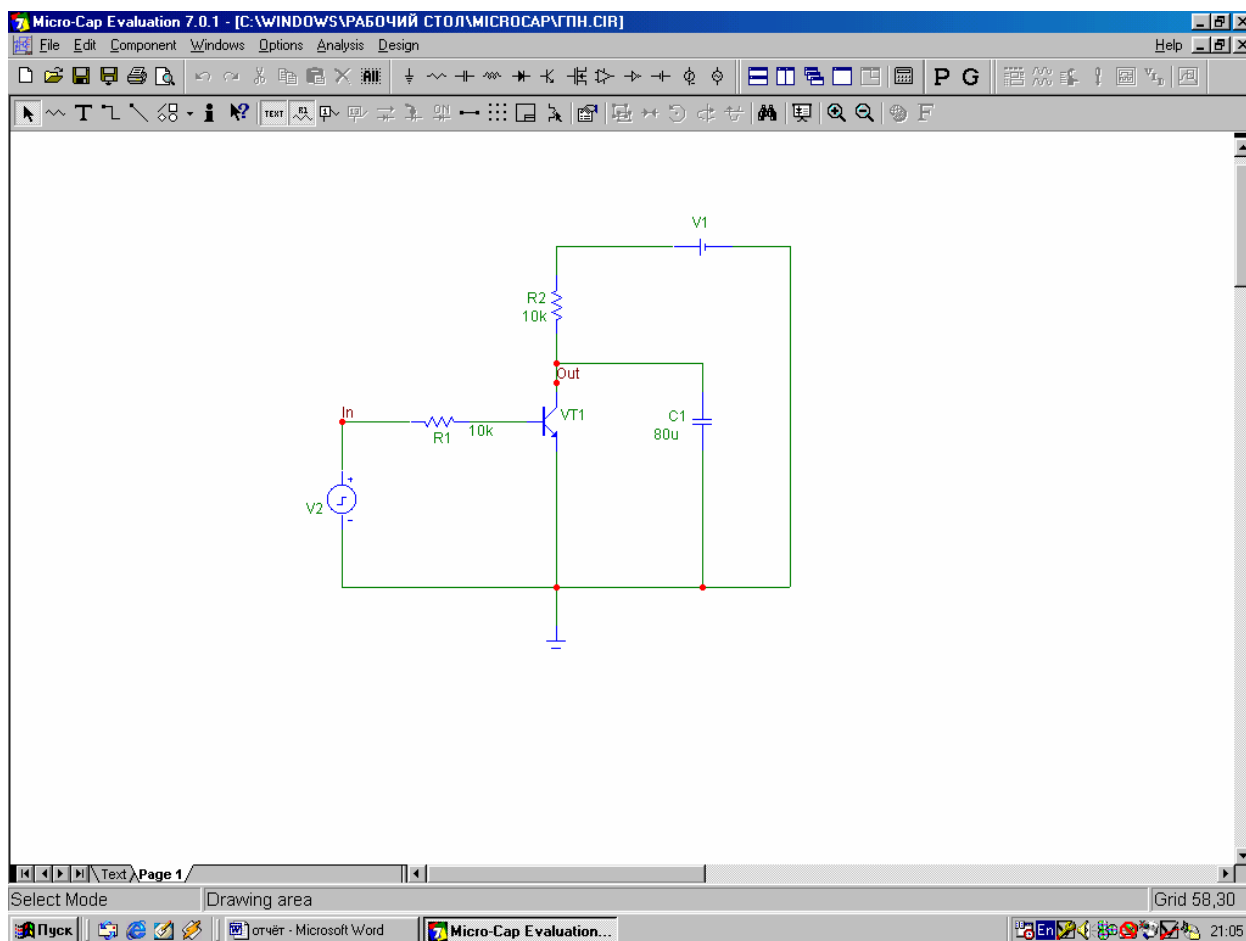 Micro-Cap Evaluation 7.0.1 - [C:\WINDOWS\РАБОЧИЙ СТОЛ\MICROCAP\ГПН.CIR]
File Edit Component Windows Options Analysis Design Help
P G
T TEXT R1 F
V1
R2
10k
Out
In
VT1
C1
R1
10k
80u
V2
+
-
Text Page 1
Select Mode Drawing area Grid 58,30
Пуск отчёт - Microsoft Word Micro-Cap Evaluation... En 21:05